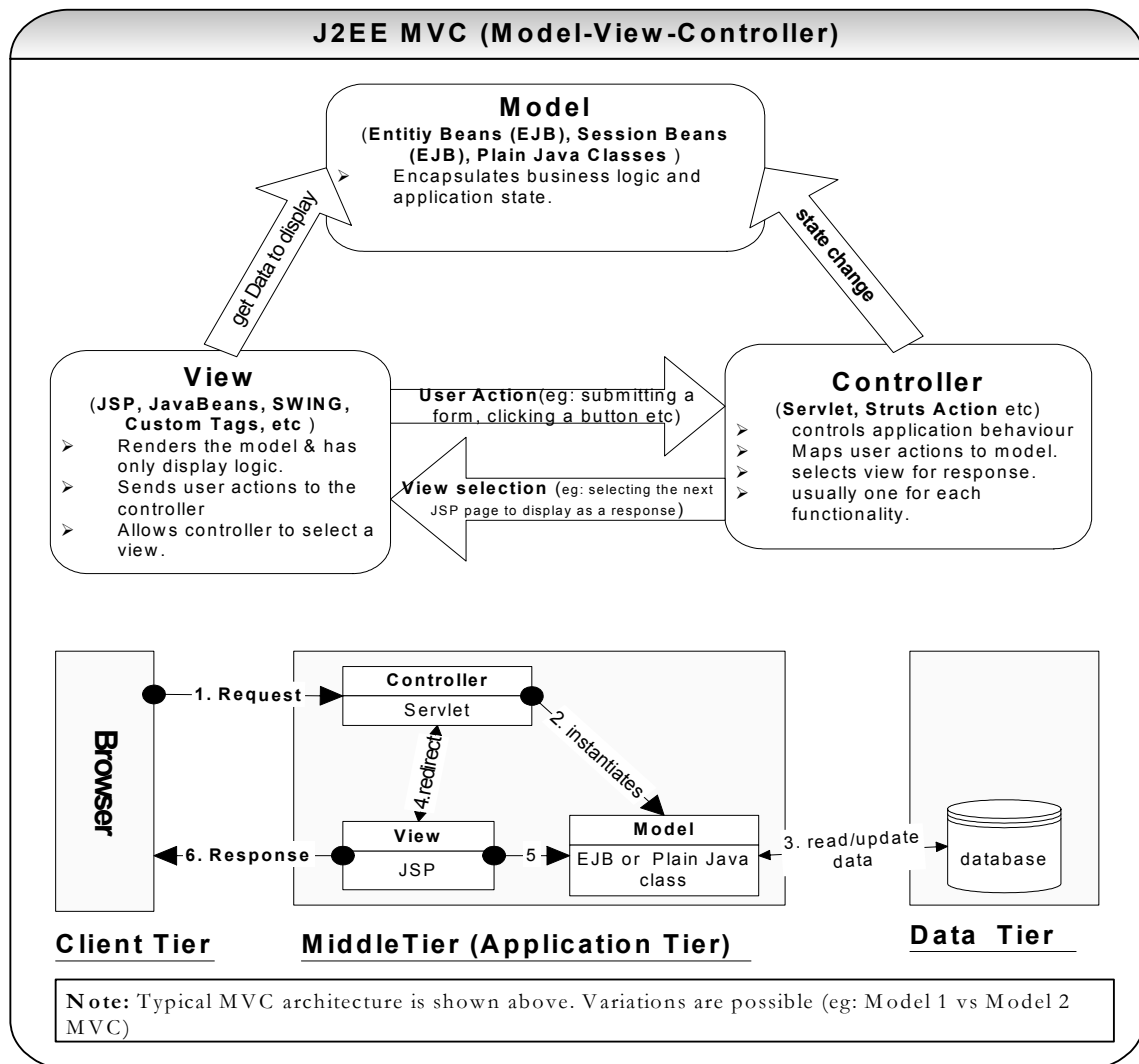 J2EE MVC (Model-View-Controller)
Model
(Entitiy Beans (EJB), Session Beans
(EJB), Plain Java Classes )
➢ Encapsulates business logic and
application state.
get Data to display
state change
View
(JSP, JavaBeans, SWING,
Custom Tags, etc )
➢ Renders the model & has
only display logic.
➢ Sends user actions to the
controller
➢ Allows controller to select a
view.
User Action(eg: submitting a
form, clicking a button etc)
View selection (eg: selecting the next
JSP page to display as a response)
Controller
(Servlet, Struts Action etc)
➢ controls application behaviour
➢ Maps user actions to model.
➢ selects view for response.
➢ usually one for each
functionality.
Browser
1. Request
Controller
Servlet
2. instantiates
4.redirect
View
JSP
6. Response
5
Model
EJB or Plain Java
class
3. read/update
data
database
Client Tier
MiddleTier (Application Tier)
Data Tier
Note: Typical MVC architecture is shown above. Variations are possible (eg: Model 1 vs Model 2
MVC)